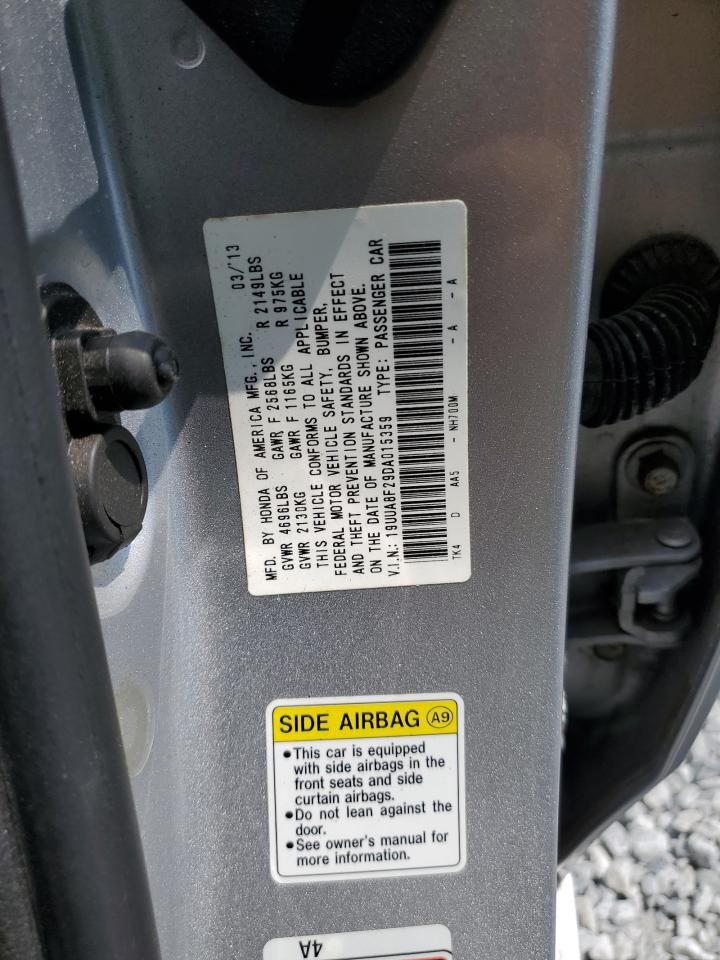 MFD. BY HONDA OF AMERICA MFG., INC. 03/'13
GVWR 4696LBS GAWR F 2568LBS R 2149LBS
GVWR 2130KG GAWR F 1165KG R 975KG
THIS VEHICLE CONFORMS TO ALL APPLICABLE
FEDERAL MOTOR VEHICLE SAFETY, BUMPER,
AND THEFT PREVENTION STANDARDS IN EFFECT
ON THE DATE OF MANUFACTURE SHOWN ABOVE.
V.I.N.: 19UUA8F29DA015359 TYPE: PASSENGER CAR
TK4 D AA5 - NH700M - A - A
SIDE AIRBAG A9
•This car is equipped
with side airbags in the
front seats and side
curtain airbags.
•Do not lean against the
door.
•See owner's manual for
more information.
4A